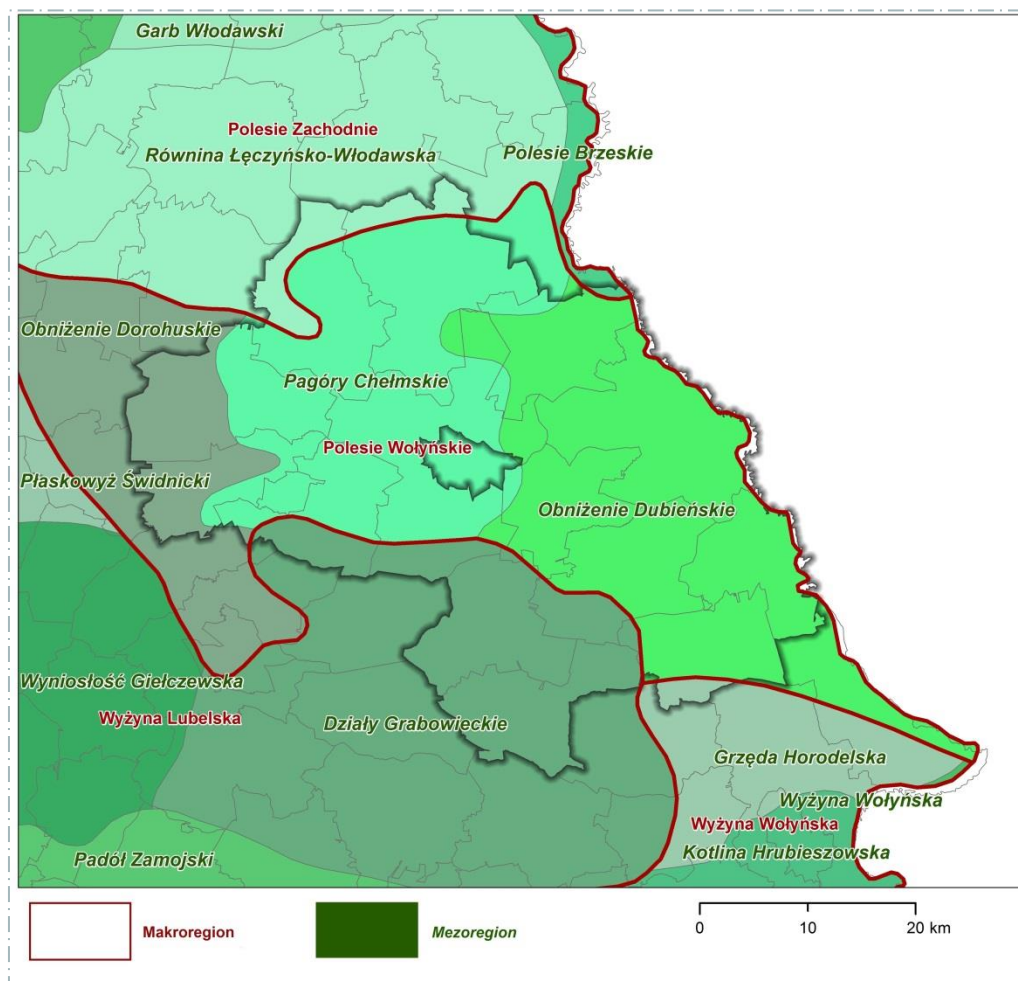 Garb Włodawski
Polesie Zachodnie
Równina Łęczyńsko-Włodawska
Polesie Brzeskie
Obniżenie Dorohuskie
Pagóry Chełmskie
Polesie Wołyńskie
Płaskowyż Świdnicki
Obniżenie Dubieńskie
Wyniosłość Giełczewska
Wyżyna Lubelska
Działy Grabowieckie
Grzęda Horodelska
Wyżyna Wołyńska
Wyżyna Wołyńska
Kotlina Hrubieszowska
Padół Zamojski
Makroregion
Mezoregion
0 10 20 km